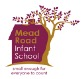 Mead
Road
Infant
School
small enough for
everyone to count